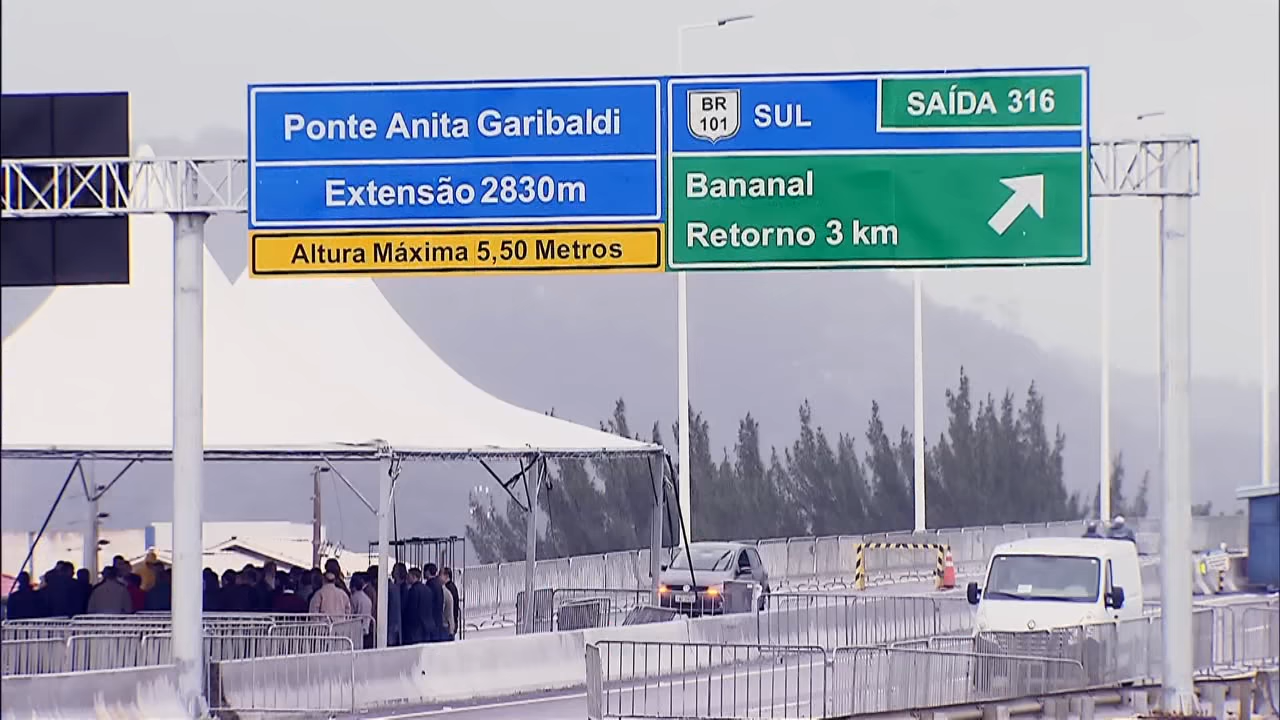 Ponte Anita Garibaldi
Extensão 2830m
Altura Máxima 5,50 Metros
BR
101
SUL
SAÍDA 316
Bananal
Retorno 3 km